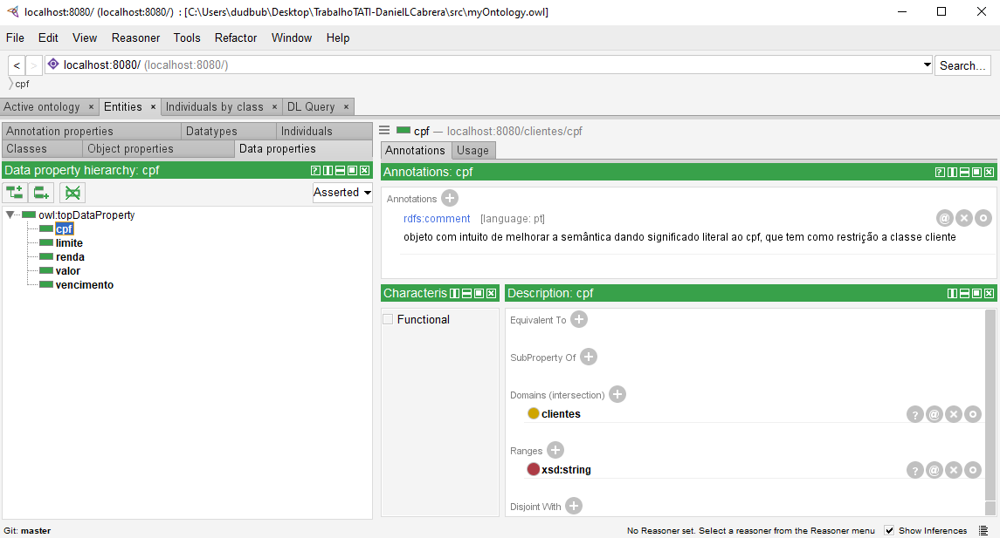 localhost:8080/ (localhost:8080/) : [C:\Users\dudbub\Desktop\TrabalhoTATI-DanielLCabrera\src\myOntology.owl]
File Edit View Reasoner Tools Refactor Window Help
< > localhost:8080/ (localhost:8080/) Search...
cpf
Active ontology × Entities × Individuals by class × DL Query ×
Annotation properties Datatypes Individuals
Classes Object properties Data properties
Data property hierarchy: cpf
Asserted
owl:topDataProperty
cpf
limite
renda
valor
vencimento
cpf — localhost:8080/clientes/cpf
Annotations Usage
Annotations: cpf
Annotations
rdfs:comment [language: pt]
objeto com intuito de melhorar a semântica dando significado literal ao cpf, que tem como restrição a classe cliente
Characteris
Functional
Description: cpf
Equivalent To
SubProperty Of
Domains (intersection)
clientes
Ranges
xsd:string
Disjoint With
Git: master
No Reasoner set. Select a reasoner from the Reasoner menu Show Inferences